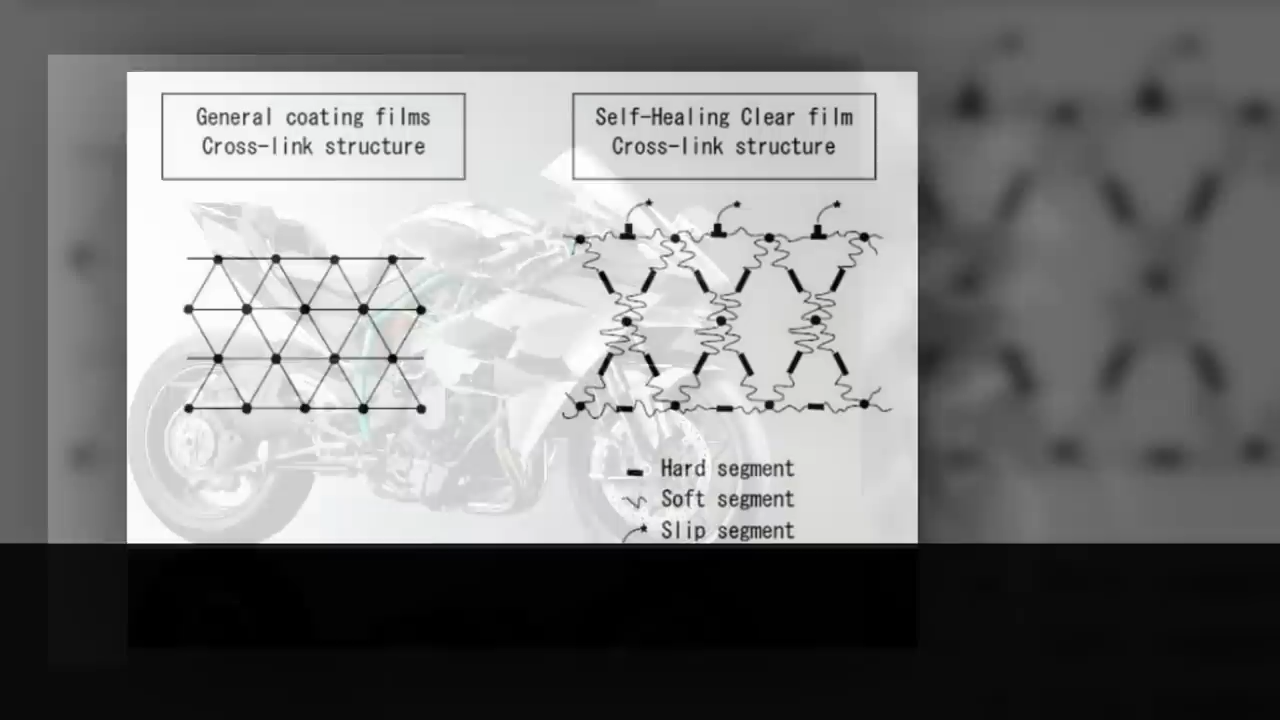 General coating films
Cross-link structure
Self-Healing Clear film
Cross-link structure
Hard segment
Soft segment
Slip segment